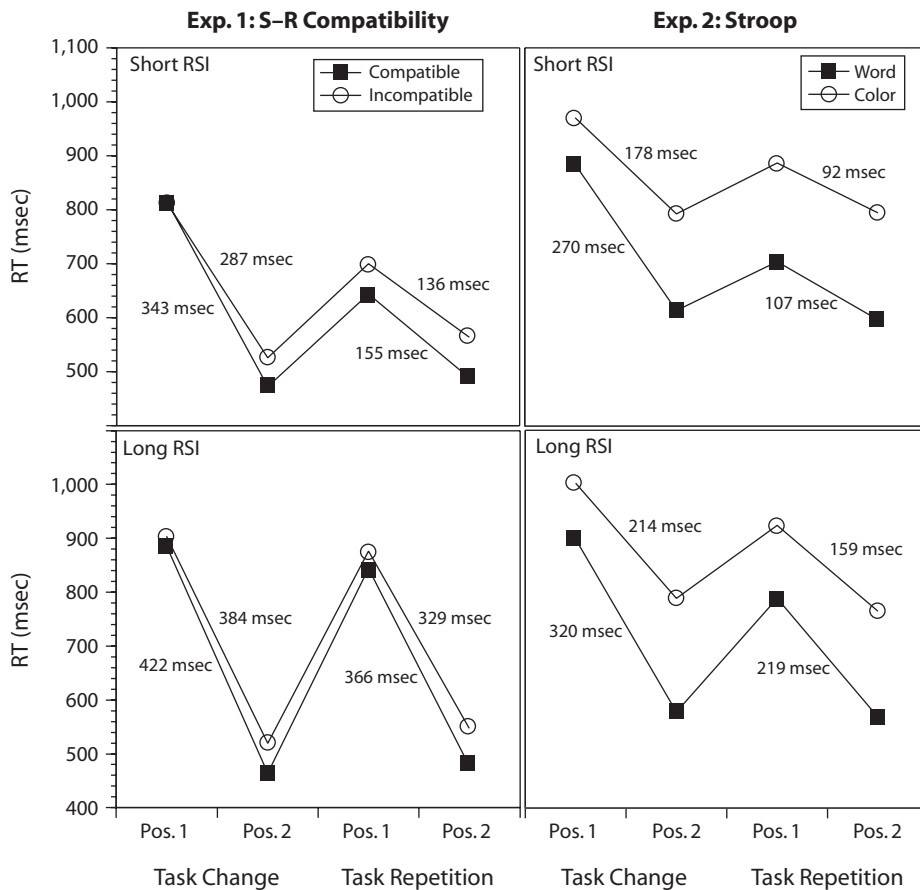 Exp. 1: S–R Compatibility
Exp. 2: Stroop
1,100
1,000
900
800
700
600
500
RT (msec)
Short RSI
Compatible
Incompatible
287 msec
343 msec
136 msec
155 msec
Short RSI
Word
Color
178 msec
270 msec
92 msec
107 msec
1,000
900
800
700
600
500
400
RT (msec)
Long RSI
384 msec
422 msec
329 msec
366 msec
Long RSI
214 msec
320 msec
159 msec
219 msec
Pos. 1 Pos. 2 Pos. 1 Pos. 2
Pos. 1 Pos. 2 Pos. 1 Pos. 2
Task Change Task Repetition
Task Change Task Repetition